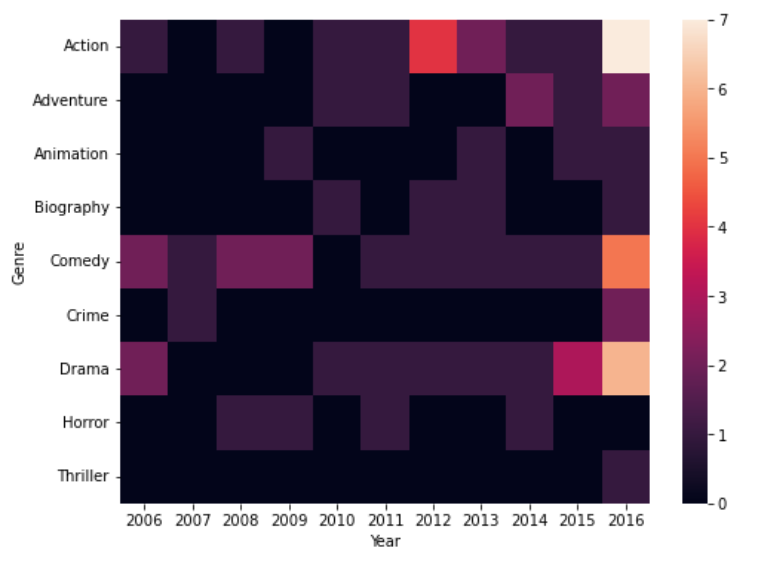 7
Action
6
Adventure
Animation
5
Biography
4
Genre
Comedy
3
Crime
2
Drama
Horror
1
Thriller
0
2006 2007 2008 2009 2010 2011 2012 2013 2014 2015 2016
Year